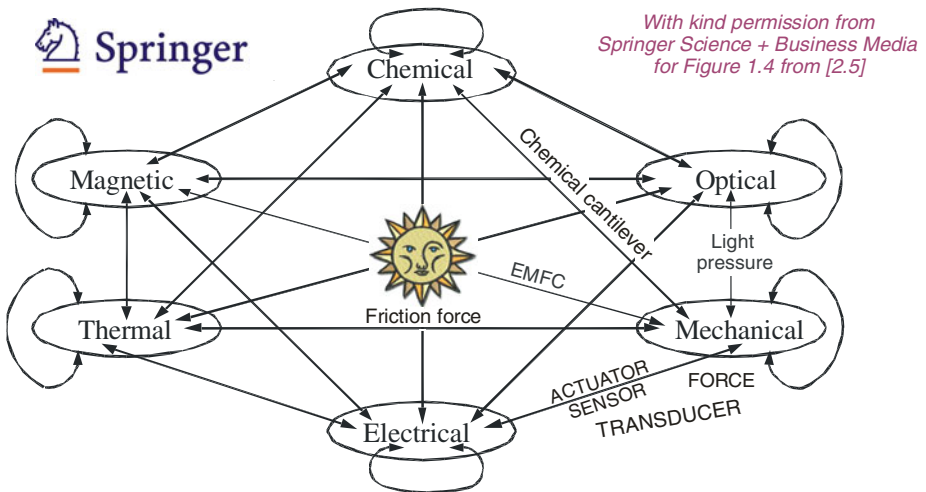 Springer
With kind permission from
Springer Science + Business Media
for Figure 1.4 from [2.5]
Chemical
Magnetic
Optical
Chemical cantilever
Light
pressure
EMFC
Friction force
Thermal
Mechanical
ACTUATOR
SENSOR
FORCE
TRANSDUCER
Electrical